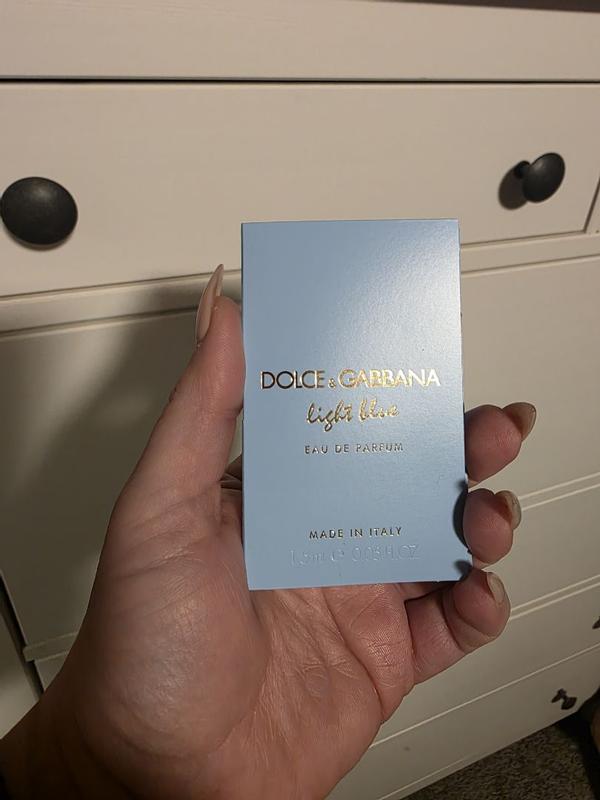 DOLCE & GABBANA
light blue
EAU DE PARFUM
MADE IN ITALY
1.5ml ℮ 0.05 fl.OZ